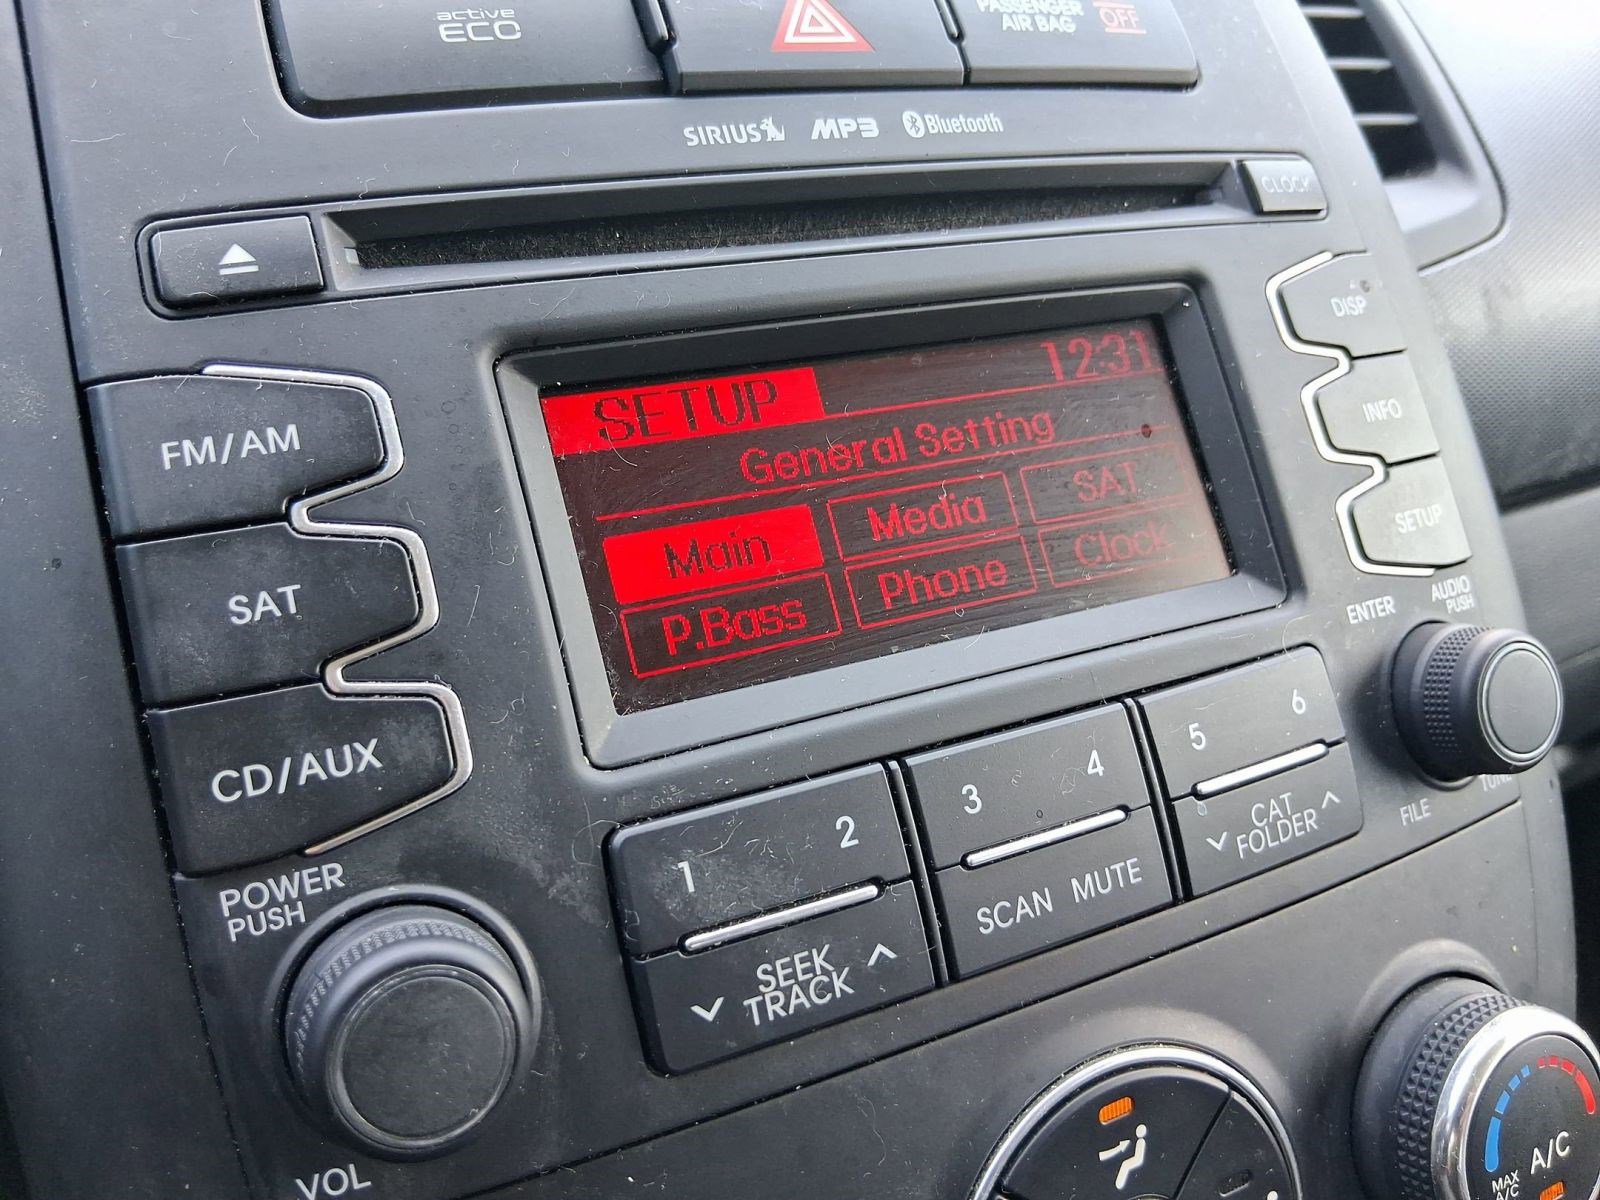 active
ECO
PASSENGER
AIR BAG
OFF
SIRIUS MP3 Bluetooth
CLOCK
DISP
INFO
SETUP
FM/AM
SAT
CD/AUX
SETUP 12:31
General Setting
Main Media SAT
P.Bass Phone Clock
ENTER AUDIO
PUSH
FILE TUNE
POWER
PUSH
VOL
1 2
SEEK
TRACK
3 4
SCAN MUTE
5 6
CAT
FOLDER
A/C
MAX
A/C